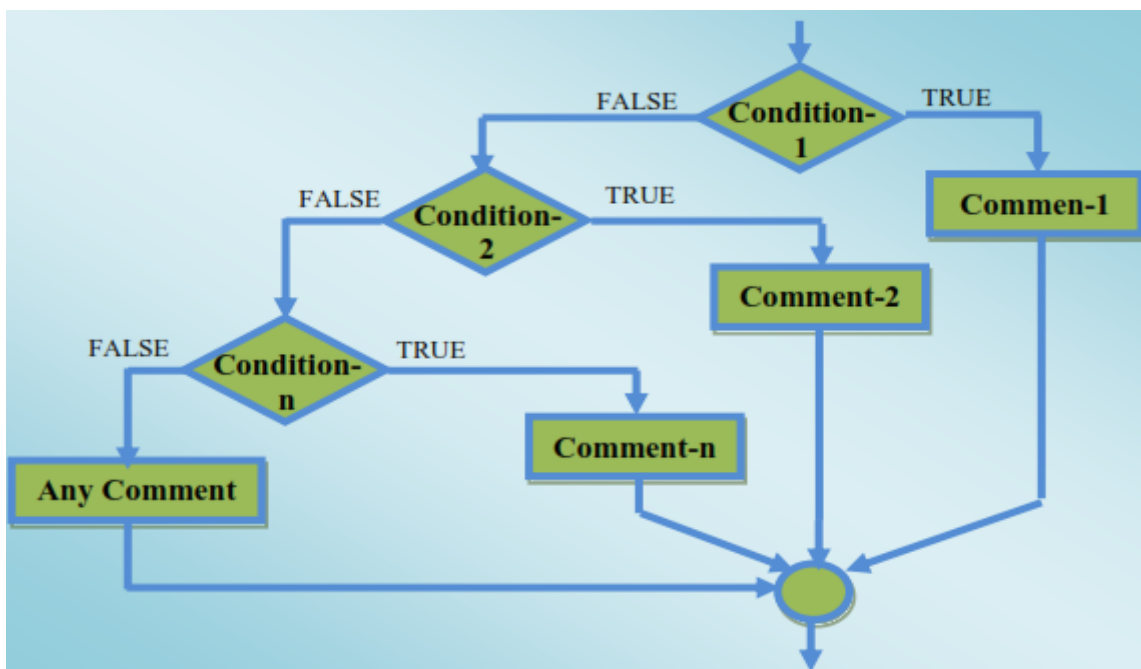 FALSE
TRUE
Condition-
1
Commen-1
FALSE
TRUE
Condition-
2
Comment-2
FALSE
TRUE
Condition-
n
Comment-n
Any Comment